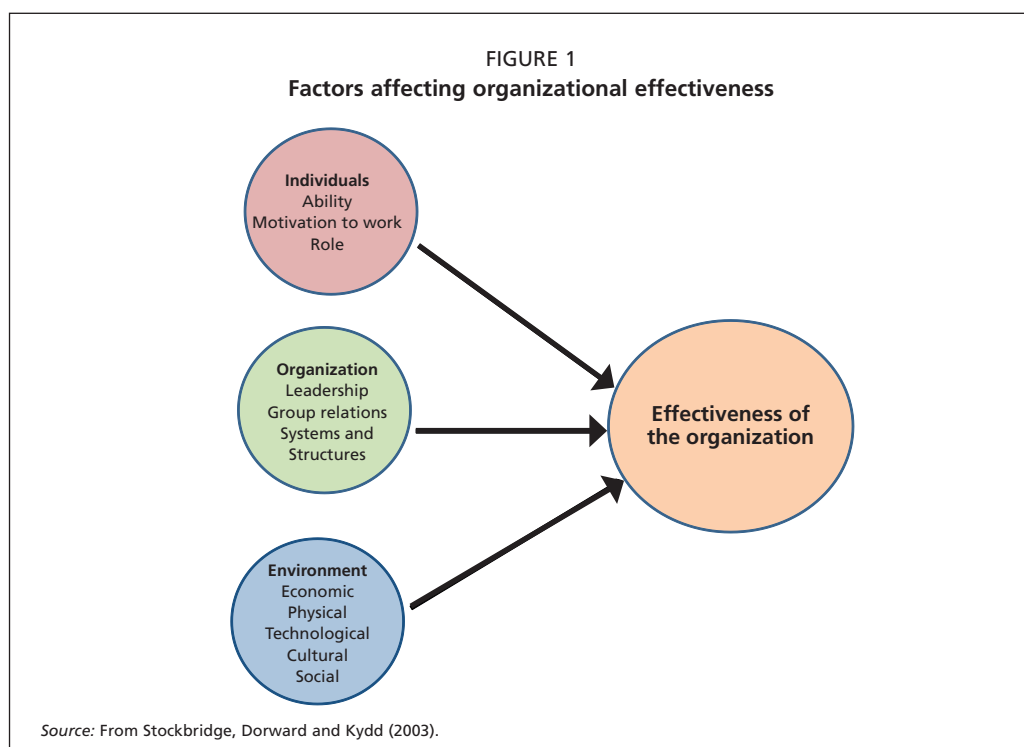 FIGURE 1
Factors affecting organizational effectiveness
Individuals
Ability
Motivation to work
Role
Organization
Leadership
Group relations
Systems and
Structures
Environment
Economic
Physical
Technological
Cultural
Social
Effectiveness of
the organization
Source: From Stockbridge, Dorward and Kydd (2003).